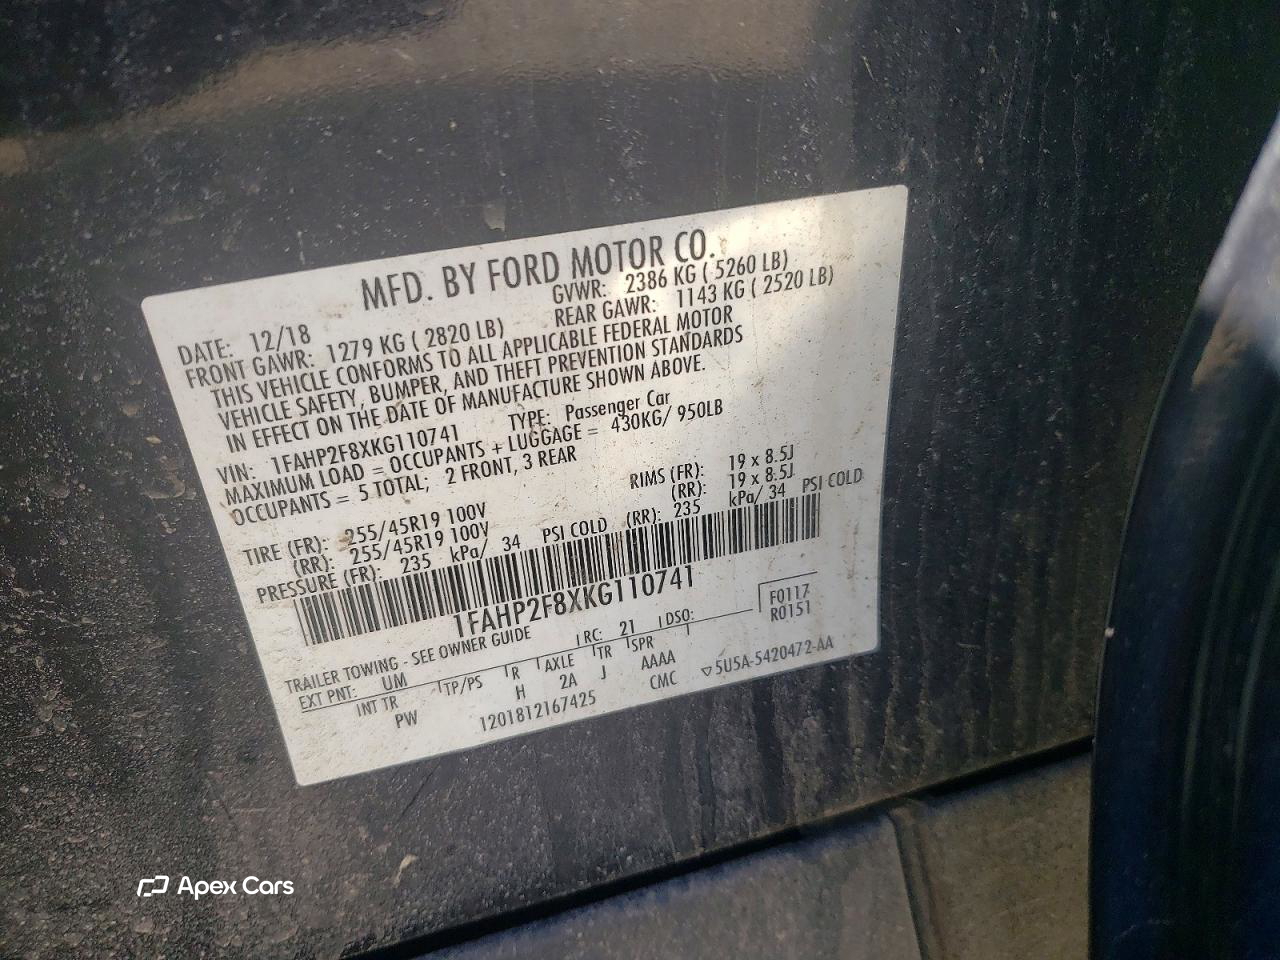 MFD. BY FORD MOTOR CO.
DATE: 12/18 GVWR: 2386 KG ( 5260 LB)
FRONT GAWR: 1279 KG ( 2820 LB) REAR GAWR: 1143 KG ( 2520 LB)
THIS VEHICLE CONFORMS TO ALL APPLICABLE FEDERAL MOTOR
VEHICLE SAFETY, BUMPER, AND THEFT PREVENTION STANDARDS
IN EFFECT ON THE DATE OF MANUFACTURE SHOWN ABOVE.
VIN: 1FAHP2F8XKG110741 TYPE: Passenger Car
MAXIMUM LOAD = OCCUPANTS + LUGGAGE = 430KG/ 950LB
OCCUPANTS = 5 TOTAL; 2 FRONT, 3 REAR
TIRE (FR): 255/45R19 100V RIMS (FR): 19 x 8.5J
(RR): 255/45R19 100V (RR): 19 x 8.5J
PRESSURE (FR): 235 kPa/ 34 PSI COLD (RR): 235 kPa/ 34 PSI COLD
1FAHP2F8XKG110741
TRAILER TOWING - SEE OWNER GUIDE
F0117
R0151
EXT PNT: UM RC: 21 DSO:
INT TR TP/PS R AXLE TR SPR
PW H 2A J AAAA
1201812167425 CMC ▽5U5A-5420472-AA
Apex Cars